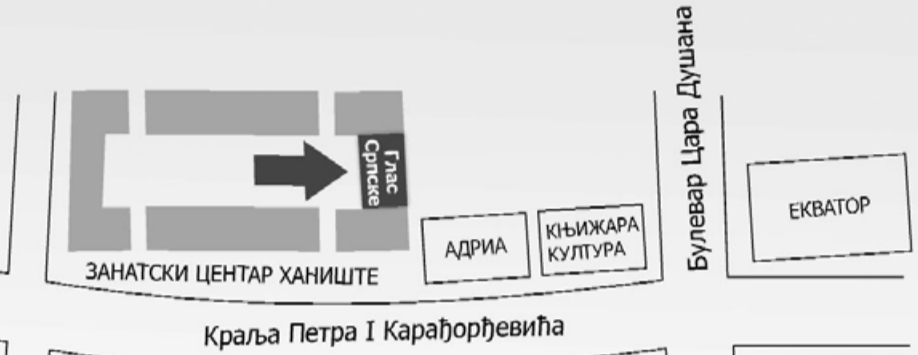 Булевар Цара Душана
Глас
Српске
ЕКВАТОР
АДРИА
КЊИЖАРА
КУЛТУРА
ЗАНАТСКИ ЦЕНТАР ХАНИШТЕ
Краља Петра I Карађорђевића